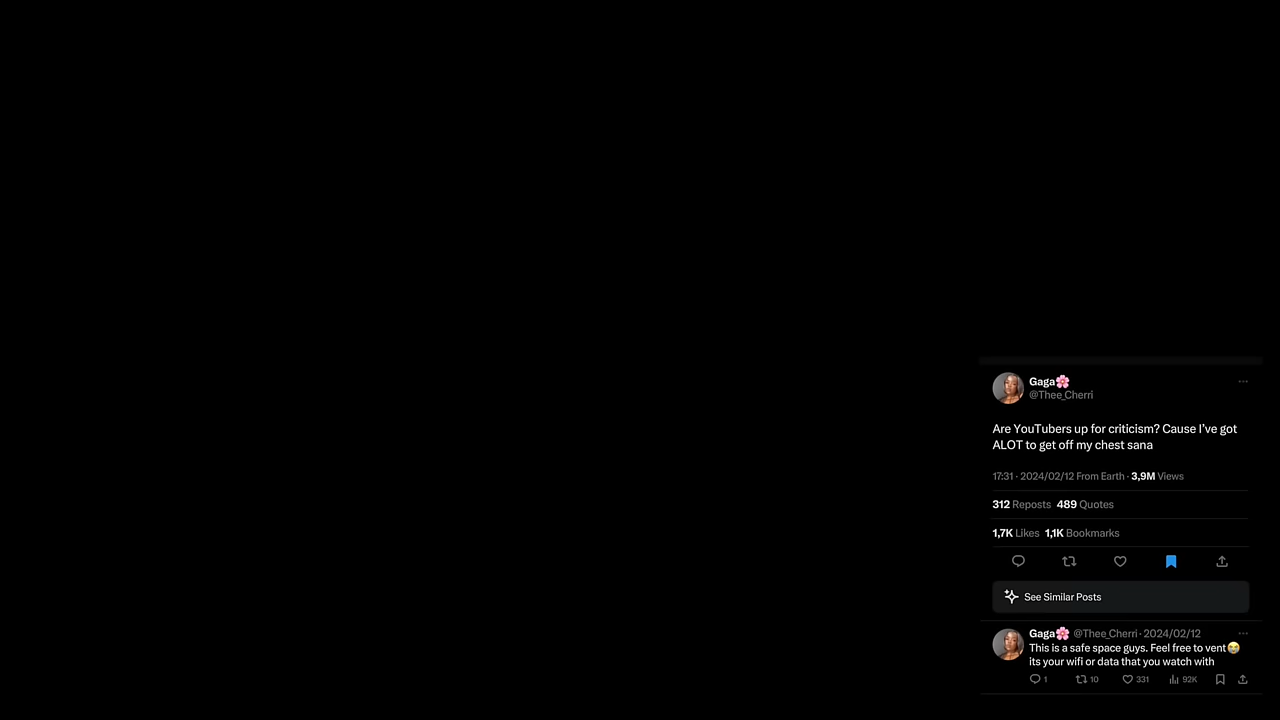 Gaga🌸
@Thee_Cherri
Are YouTubers up for criticism? Cause I've got
ALOT to get off my chest sana
17:31 · 2024/02/12 From Earth · 3,9M Views
312 Reposts 489 Quotes
1,7K Likes 1,1K Bookmarks
See Similar Posts
Gaga🌸 @Thee_Cherri · 2024/02/12
This is a safe space guys. Feel free to vent😭
its your wifi or data that you watch with
1 10 331 92K